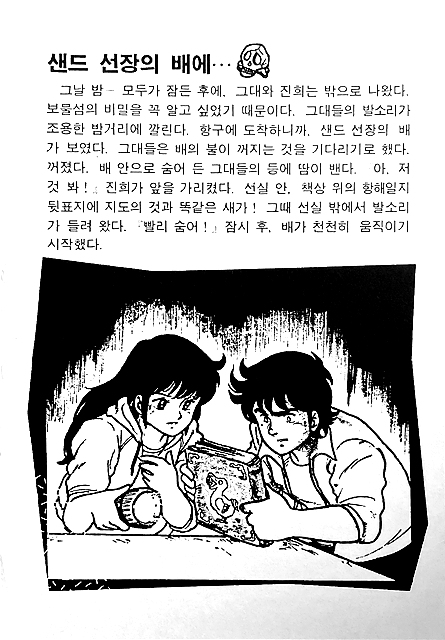 샌드 선장의 배에…
그날 밤— 모두가 잠든 후에, 그대와 진희는 밖으로 나왔다.
보물섬의 비밀을 꼭 알고 싶었기 때문이다. 그대들의 발소리가
조용한 밤거리에 깔린다. 항구에 도착하니까, 샌드 선장의 배
가 보였다. 그대들은 배의 불이 꺼지는 것을 기다리기로 했다.
꺼졌다. 배 안으로 숨어 든 그대들의 등에 땀이 밴다. 아, 저
것 봐!』 진희가 앞을 가리켰다. 선실 안, 책상 위의 항해일지
뒷표지에 지도의 것과 똑같은 새가! 그때 선실 밖에서 발소리
가 들려 왔다. 『빨리 숨어!』 잠시 후, 배가 천천히 움직이기
시작했다.